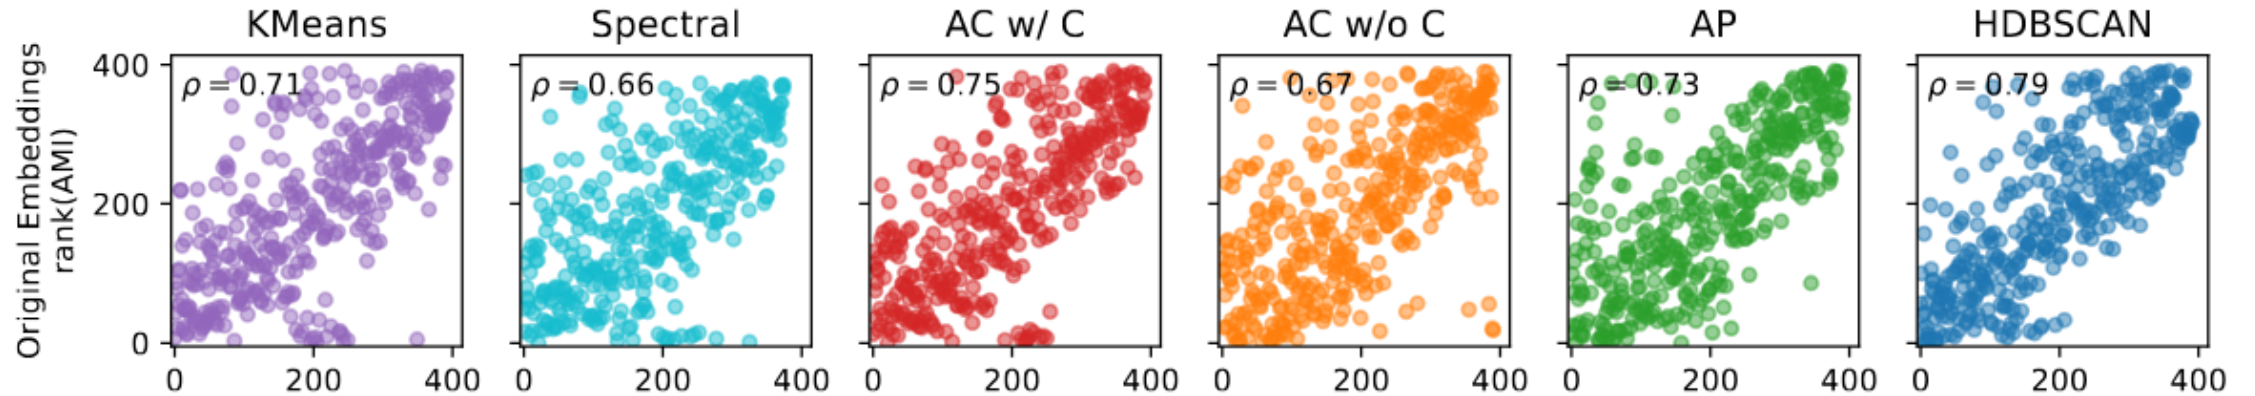 KMeans Spectral AC w/ C AC w/o C AP HDBSCAN
Original Embeddings
rank(AMI)
400
200
0
ρ = 0.71 ρ = 0.66 ρ = 0.75 ρ = 0.67 ρ = 0.73 ρ = 0.79
0 200 400 0 200 400 0 200 400 0 200 400 0 200 400 0 200 400